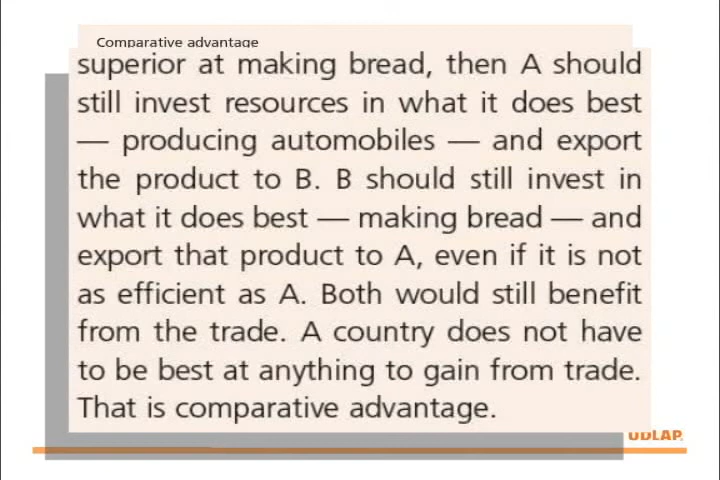 Comparative advantage
superior at making bread, then A should
still invest resources in what it does best
— producing automobiles — and export
the product to B. B should still invest in
what it does best — making bread — and
export that product to A, even if it is not
as efficient as A. Both would still benefit
from the trade. A country does not have
to be best at anything to gain from trade.
That is comparative advantage.
UDLAP